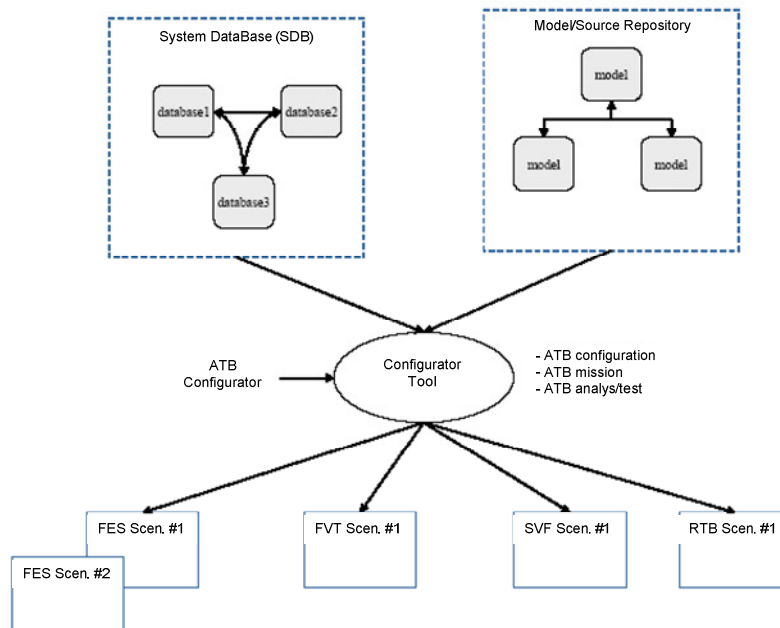 System DataBase (SDB)
Model/Source Repository
database1
database2
database3
model
model
model
ATB
Configurator
Configurator
Tool
- ATB configuration
- ATB mission
- ATB analys/test
FES Scen. #1
FVT Scen. #1
SVF Scen. #1
RTB Scen. #1
FES Scen. #2